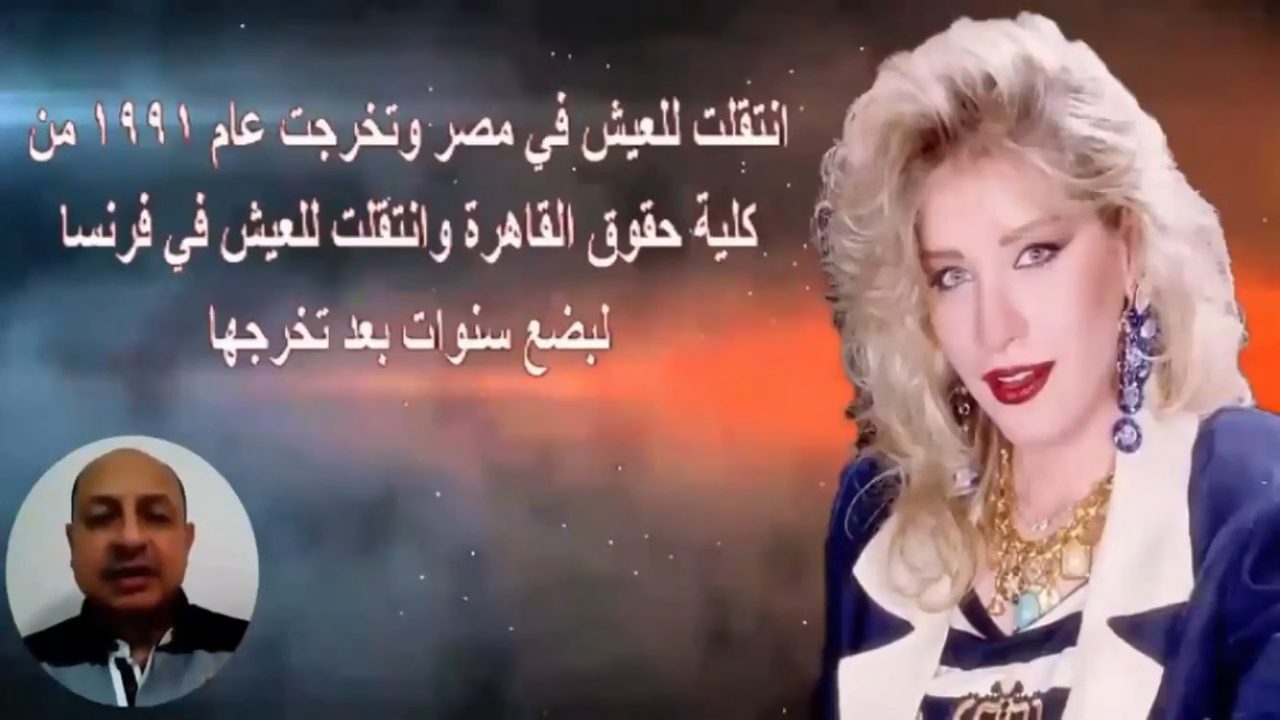 انتقلت للعيش في مصر وتخرجت عام ١٩٩١ من
كلية حقوق القاهرة وانتقلت للعيش في فرنسا
لبضع سنوات بعد تخرجها